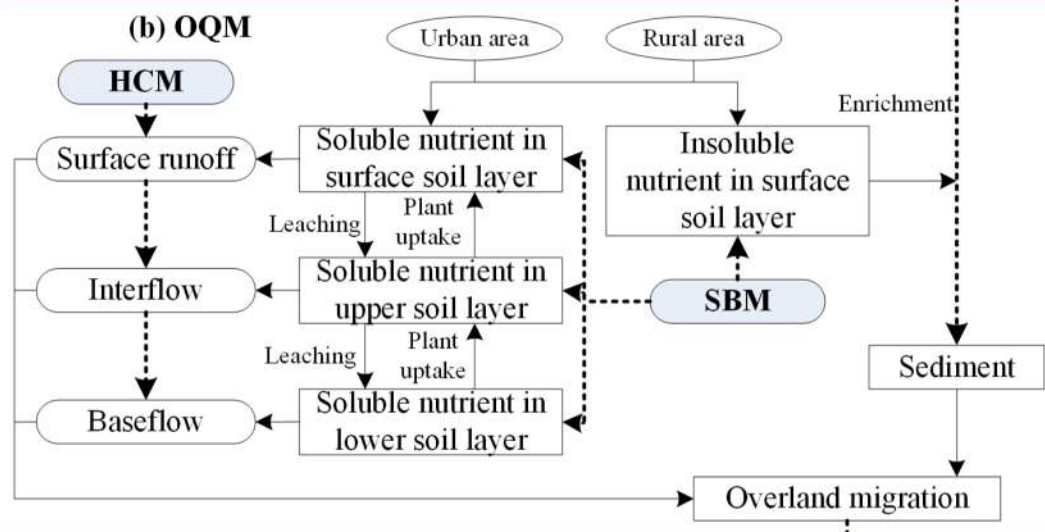 (b) OQM
Urban area
Rural area
HCM
Enrichment
Surface runoff
Soluble nutrient in
surface soil layer
Insoluble
nutrient in surface
soil layer
Leaching
Plant
uptake
Interflow
Soluble nutrient in
upper soil layer
SBM
Leaching
Plant
uptake
Sediment
Baseflow
Soluble nutrient in
lower soil layer
Overland migration